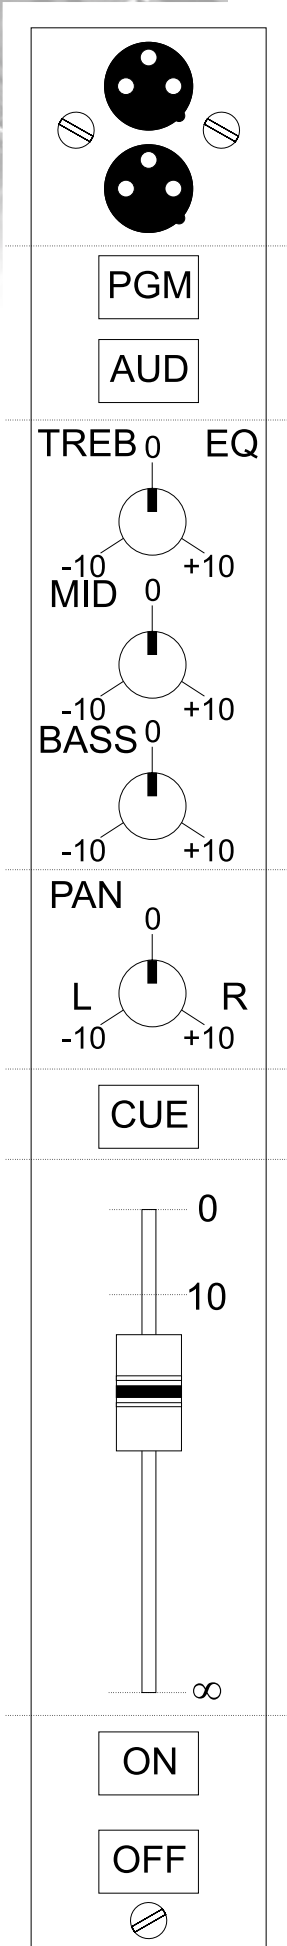 PGM
AUD
TREB 0 EQ
-10 +10
MID 0
-10 +10
BASS 0
-10 +10
PAN
0
L R
-10 +10
CUE
0
10
∞
ON
OFF